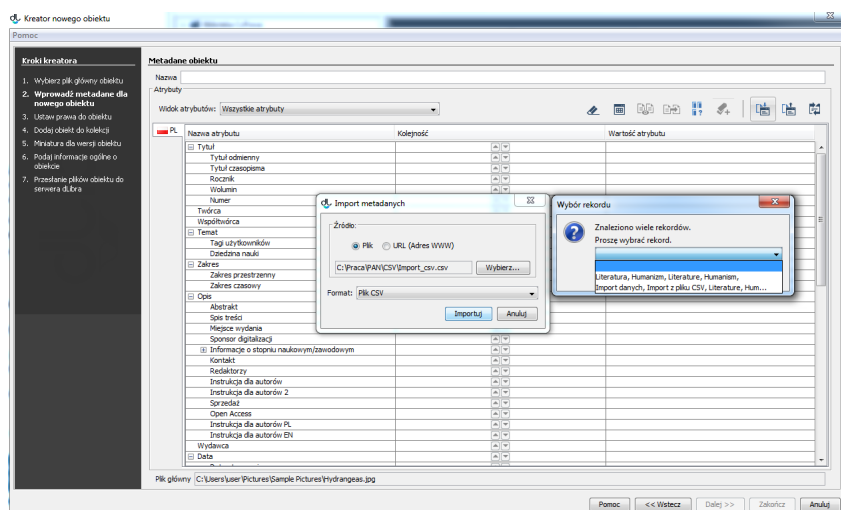 Kreator nowego obiektu
Pomoc
Kroki kreatora
1. Wybierz plik główny obiektu
2. Wprowadź metadane dla
nowego obiektu
3. Ustaw prawa do obiektu
4. Dodaj obiekt do kolekcji
5. Miniatura dla wersji obiektu
6. Podaj informacje ogólne o
obiekcie
7. Przesłanie plików obiektu do
serwera dLibra
Metadane obiektu
Nazwa
Atrybuty
Widok atrybutów: Wszystkie atrybuty
PL
Nazwa atrybutu Kolejność Wartość atrybutu
Tytuł
Tytuł odmienny
Tytuł czasopisma
Rocznik
Wolumin
Numer
Twórca
Współtwórca
Temat
Tagi użytkowników
Dziedzina nauki
Zakres
Zakres przestrzenny
Zakres czasowy
Opis
Abstrakt
Spis treści
Miejsce wydania
Sponsor digitalizacji
Informacje o stopniu naukowym/zawodowym
Kontakt
Redaktorzy
Instrukcja dla autorów
Instrukcja dla autorów 2
Sprzedaż
Open Access
Instrukcja dla autorów PL
Instrukcja dla autorów EN
Wydawca
Data
Import metadanych
Źródło:
Plik URL (Adres WWW)
C:\Praca\PAN\CSV\Import_csv.csv Wybierz...
Format: Plik CSV
Importuj Anuluj
Wybór rekordu
Znaleziono wiele rekordów.
Proszę wybrać rekord.
Literatura, Humanizm, Literature, Humanism,
Import danych, Import z pliku CSV, Literature, Hum...
Plik główny C:\Users\user\Pictures\Sample Pictures\Hydrangeas.jpg
Pomoc << Wstecz Dalej >> Zakończ Anuluj